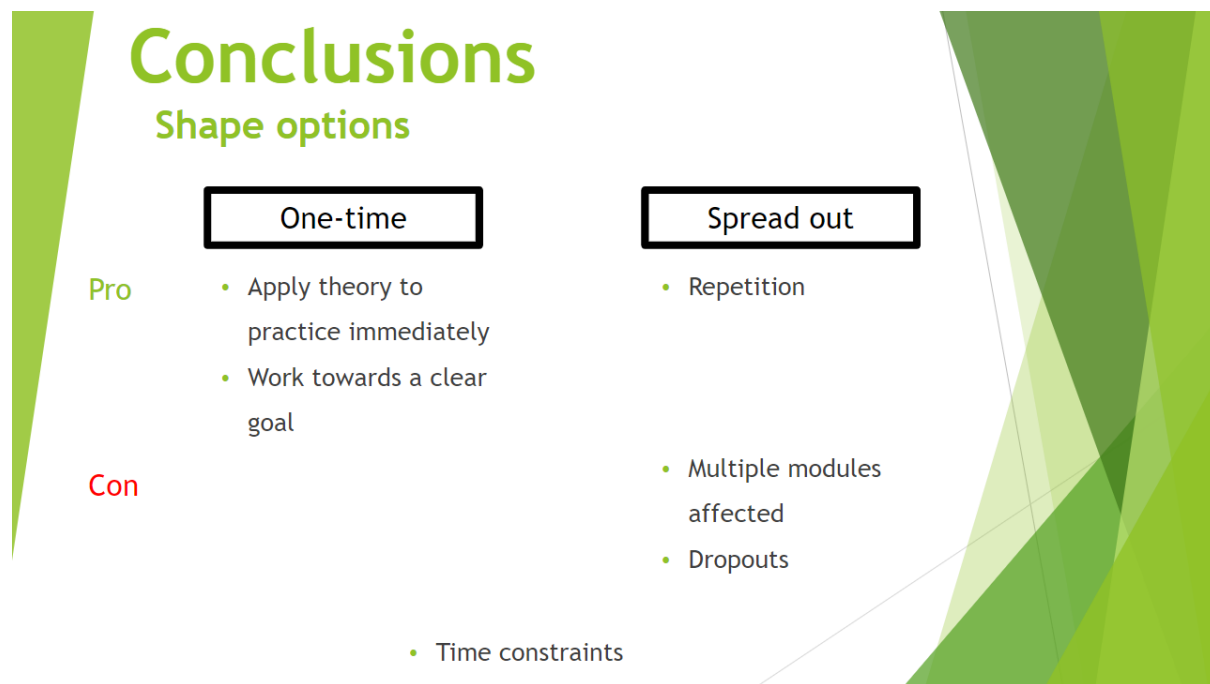 Conclusions
Shape options
One-time
Spread out
Pro
• Apply theory to
practice immediately
• Work towards a clear
goal
• Repetition
Con
• Multiple modules
affected
• Dropouts
• Time constraints